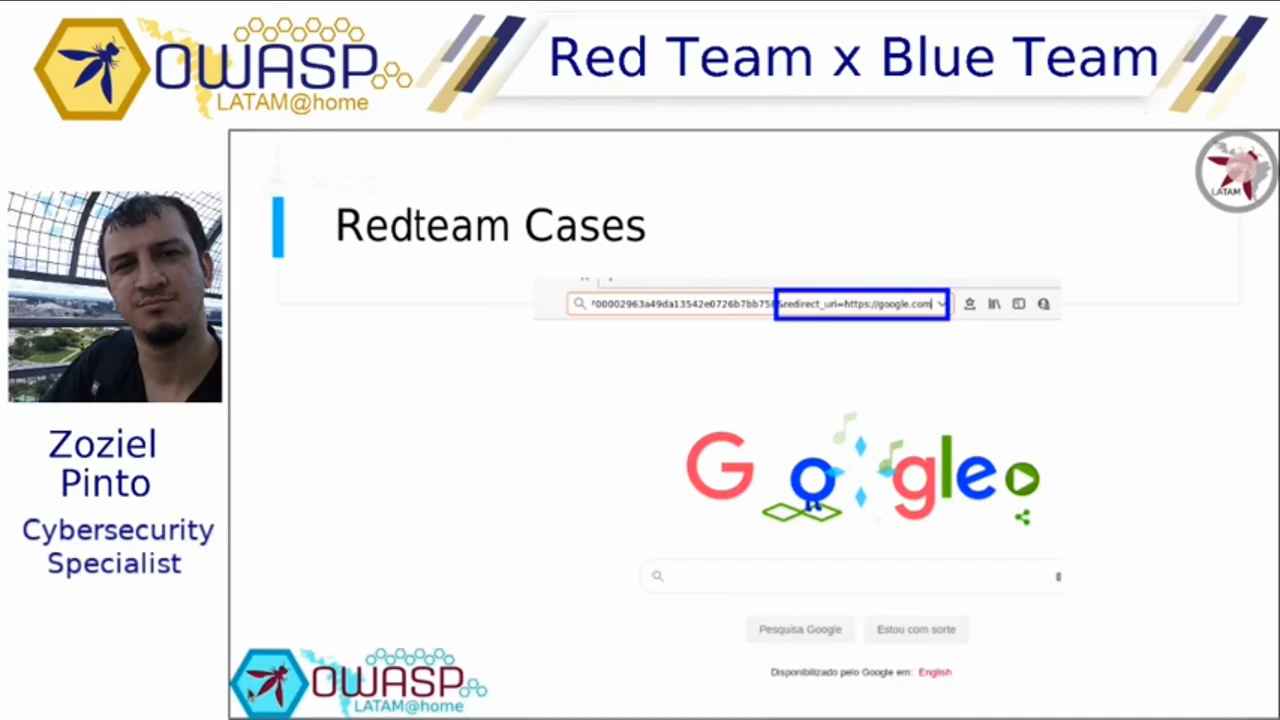 OWASP
LATAM@home
Red Team x Blue Team
LATAM
Redteam Cases
&redirect_uri=https://google.com
Google
Zoziel
Pinto
Cybersecurity
Specialist
Pesquisa Google
Estou com sorte
Disponibilizado pelo Google em: English
OWASP
LATAM@home